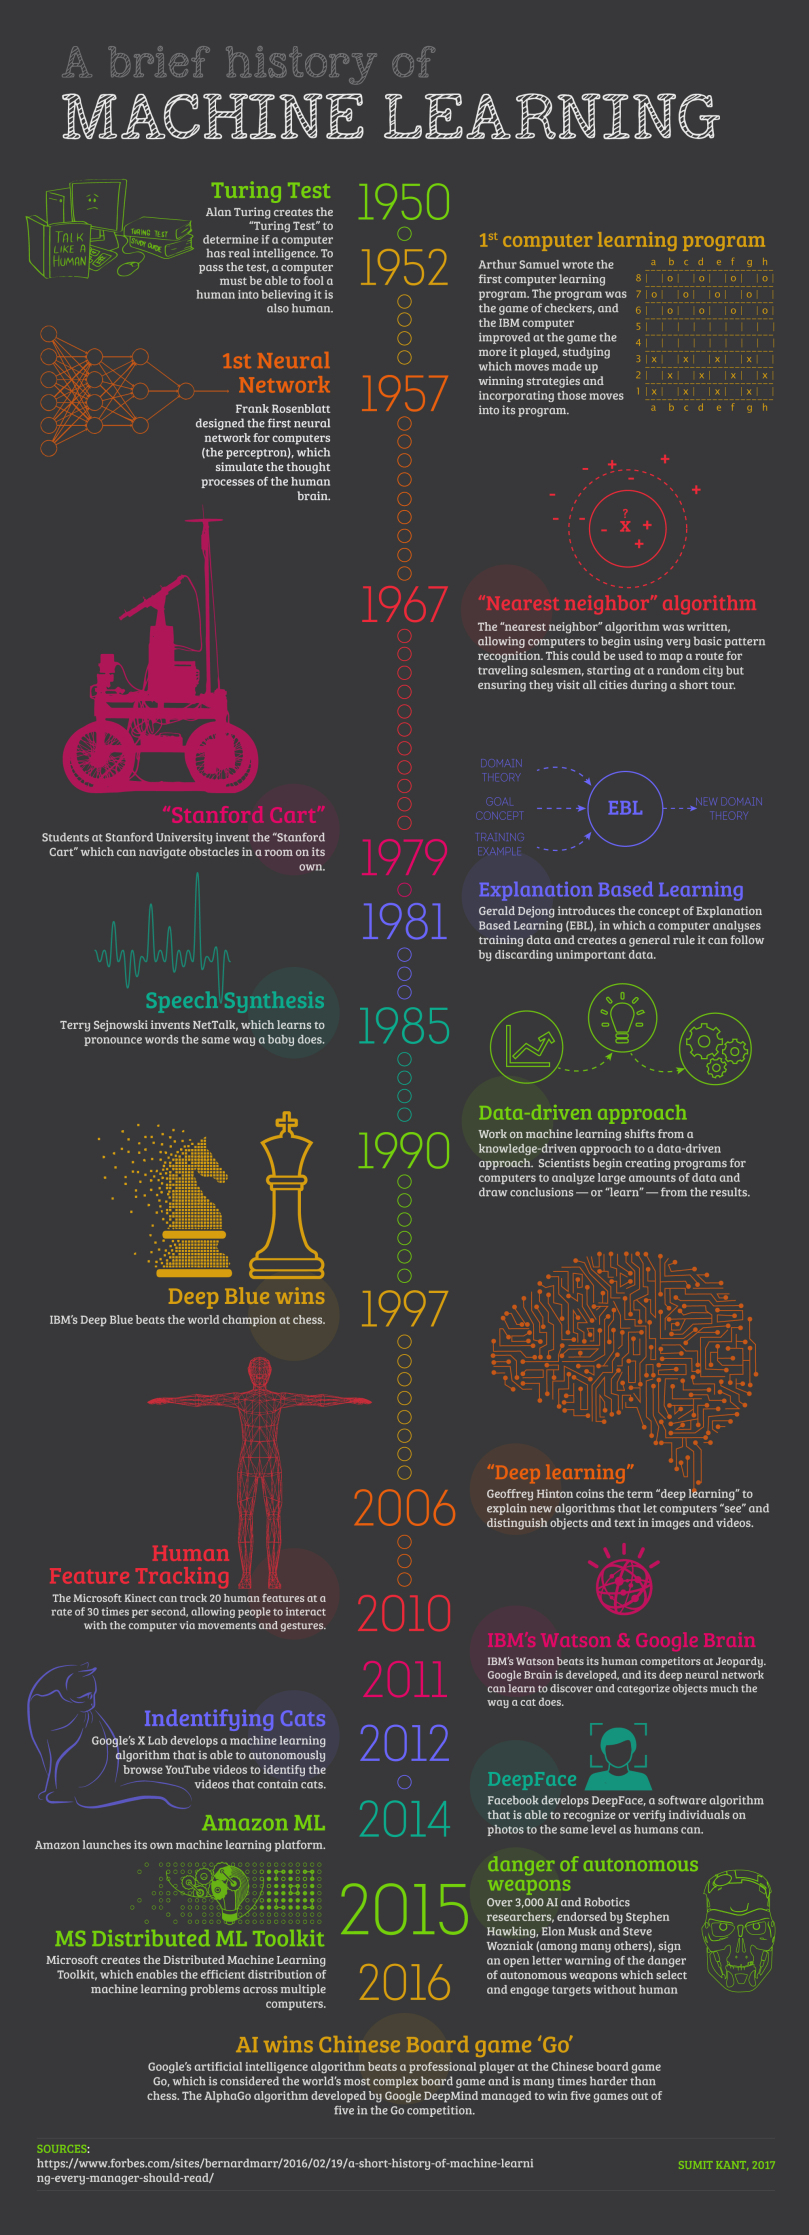 A brief history of
MACHINE LEARNING
1950
Turing Test
Alan Turing creates the
“Turing Test” to
determine if a computer
has real intelligence. To
pass the test, a computer
must be able to fool a
human into believing it is
also human.
TALK
LIKE A
HUMAN
TURING TEST
STUDY GUIDE
1952
1st computer learning program
Arthur Samuel wrote the
first computer learning
program. The program was
the game of checkers, and
the IBM computer
improved at the game the
more it played, studying
which moves made up
winning strategies and
incorporating those moves
into its program.
a b c d e f g h
8 | |o| |o| |o| |o|
7 |o| |o| |o| |o| |
6 | |o| |o| |o| |o|
5 | | | | | | | | |
4 | | | | | | | | |
3 |x| |x| |x| |x| |
2 | |x| |x| |x| |x|
1 |x| |x| |x| |x| |
a b c d e f g h
1957
1st Neural
Network
Frank Rosenblatt
designed the first neural
network for computers
(the perceptron), which
simulate the thought
processes of the human
brain.
? x
1967
“Nearest neighbor” algorithm
The “nearest neighbor” algorithm was written,
allowing computers to begin using very basic pattern
recognition. This could be used to map a route for
traveling salesmen, starting at a random city but
ensuring they visit all cities during a short tour.
“Stanford Cart”
Students at Stanford University invent the “Stanford
Cart” which can navigate obstacles in a room on its
own.
1979
DOMAIN
THEORY
GOAL
CONCEPT
TRAINING
EXAMPLE
EBL
NEW DOMAIN
THEORY
1981
Explanation Based Learning
Gerald Dejong introduces the concept of Explanation
Based Learning (EBL), in which a computer analyses
training data and creates a general rule it can follow
by discarding unimportant data.
Speech Synthesis
Terry Sejnowski invents NetTalk, which learns to
pronounce words the same way a baby does.
1985
1990
Data-driven approach
Work on machine learning shifts from a
knowledge-driven approach to a data-driven
approach. Scientists begin creating programs for
computers to analyze large amounts of data and
draw conclusions — or “learn” — from the results.
Deep Blue wins
IBM’s Deep Blue beats the world champion at chess.
1997
“Deep learning”
Geoffrey Hinton coins the term “deep learning” to
explain new algorithms that let computers “see” and
distinguish objects and text in images and videos.
2006
Human
Feature Tracking
The Microsoft Kinect can track 20 human features at a
rate of 30 times per second, allowing people to interact
with the computer via movements and gestures.
2010
2011
IBM’s Watson & Google Brain
IBM’s Watson beats its human competitors at Jeopardy.
Google Brain is developed, and its deep neural network
can learn to discover and categorize objects much the
way a cat does.
Indentifying Cats
Google’s X Lab develops a machine learning
algorithm that is able to autonomously
browse YouTube videos to identify the
videos that contain cats.
2012
DeepFace
Facebook develops DeepFace, a software algorithm
that is able to recognize or verify individuals on
photos to the same level as humans can.
2014
Amazon ML
Amazon launches its own machine learning platform.
MS Distributed ML Toolkit
Microsoft creates the Distributed Machine Learning
Toolkit, which enables the efficient distribution of
machine learning problems across multiple
computers.
2015
danger of autonomous
weapons
Over 3,000 AI and Robotics
researchers, endorsed by Stephen
Hawking, Elon Musk and Steve
Wozniak (among many others), sign
an open letter warning of the danger
of autonomous weapons which select
and engage targets without human
2016
AI wins Chinese Board game ‘Go’
Google’s artificial intelligence algorithm beats a professional player at the Chinese board game
Go, which is considered the world’s most complex board game and is many times harder than
chess. The AlphaGo algorithm developed by Google DeepMind managed to win five games out of
five in the Go competition.
SOURCES:
https://www.forbes.com/sites/bernardmarr/2016/02/19/a-short-history-of-machine-learni
ng-every-manager-should-read/
SUMIT KANT, 2017